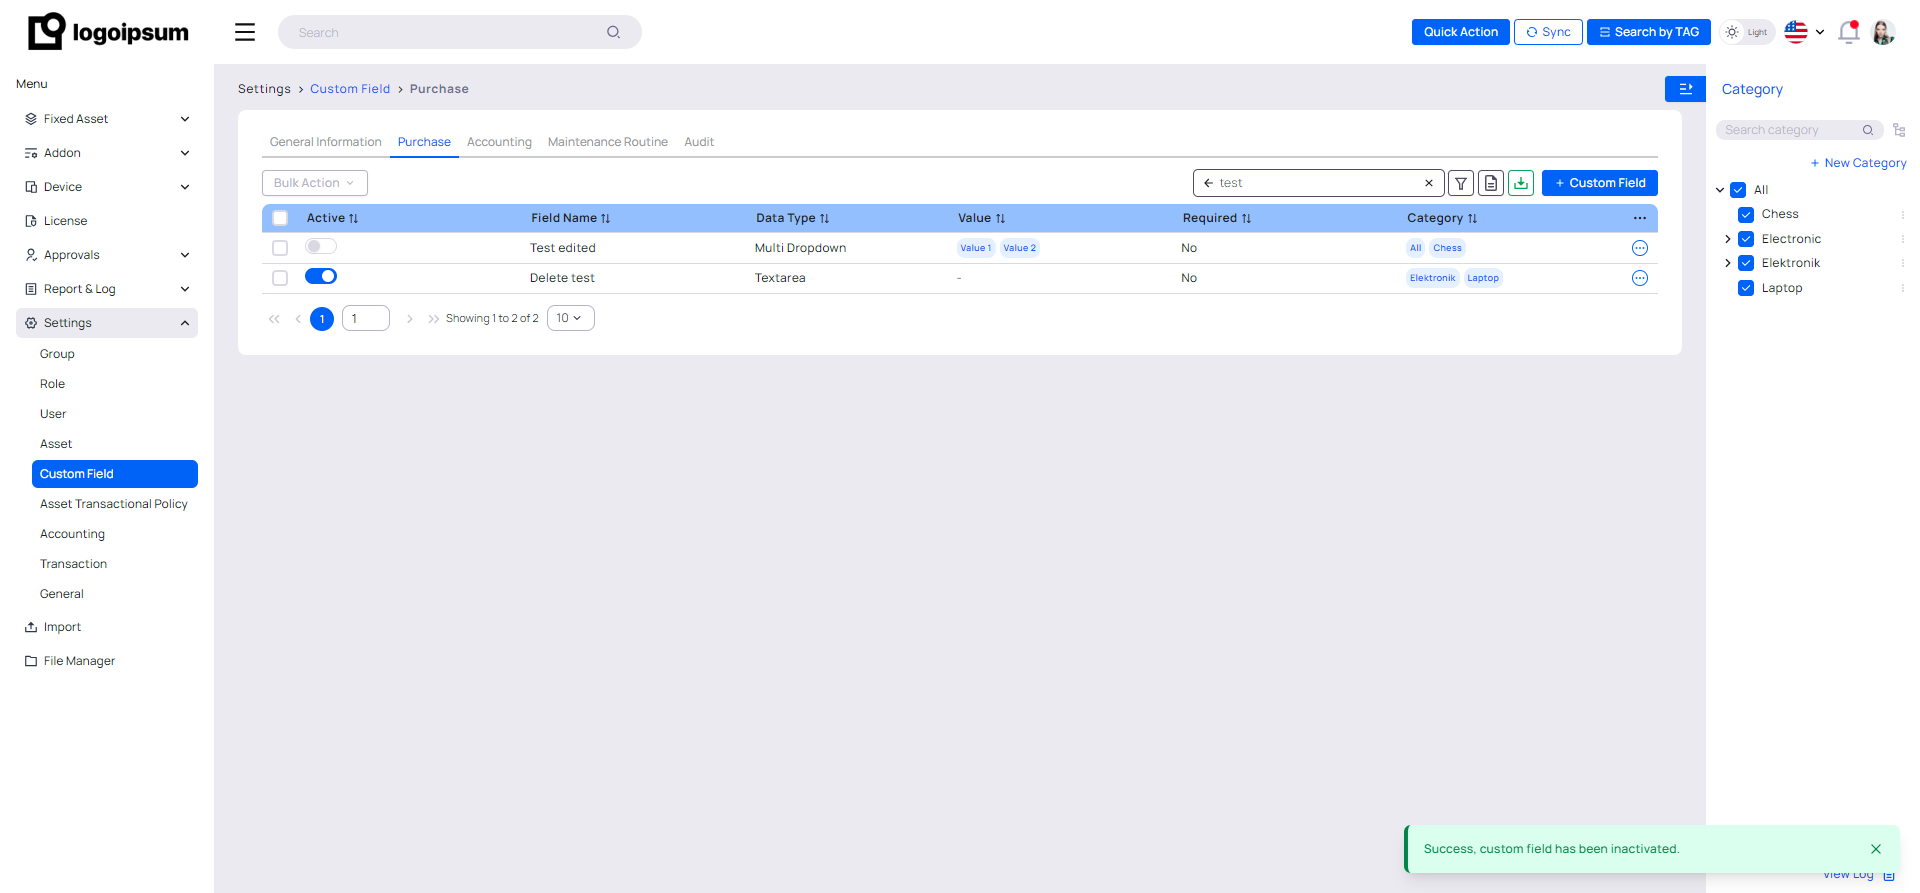 logoipsum
Search
Quick Action
Sync
Search by TAG
Light
Menu
Fixed Asset
Addon
Device
License
Approvals
Report & Log
Settings
Group
Role
User
Asset
Custom Field
Asset Transactional Policy
Accounting
Transaction
General
Import
File Manager
Settings > Custom Field > Purchase
General Information Purchase Accounting Maintenance Routine Audit
Bulk Action
test
+ Custom Field
Active Field Name Data Type Value Required Category ...
Test edited Multi Dropdown Value 1 Value 2 No All Chess
Delete test Textarea - No Elektronik Laptop
1 1 Showing 1 to 2 of 2 10
Category
Search category
+ New Category
All
Chess
Electronic
Elektronik
Laptop
Success, custom field has been inactivated.
View Log